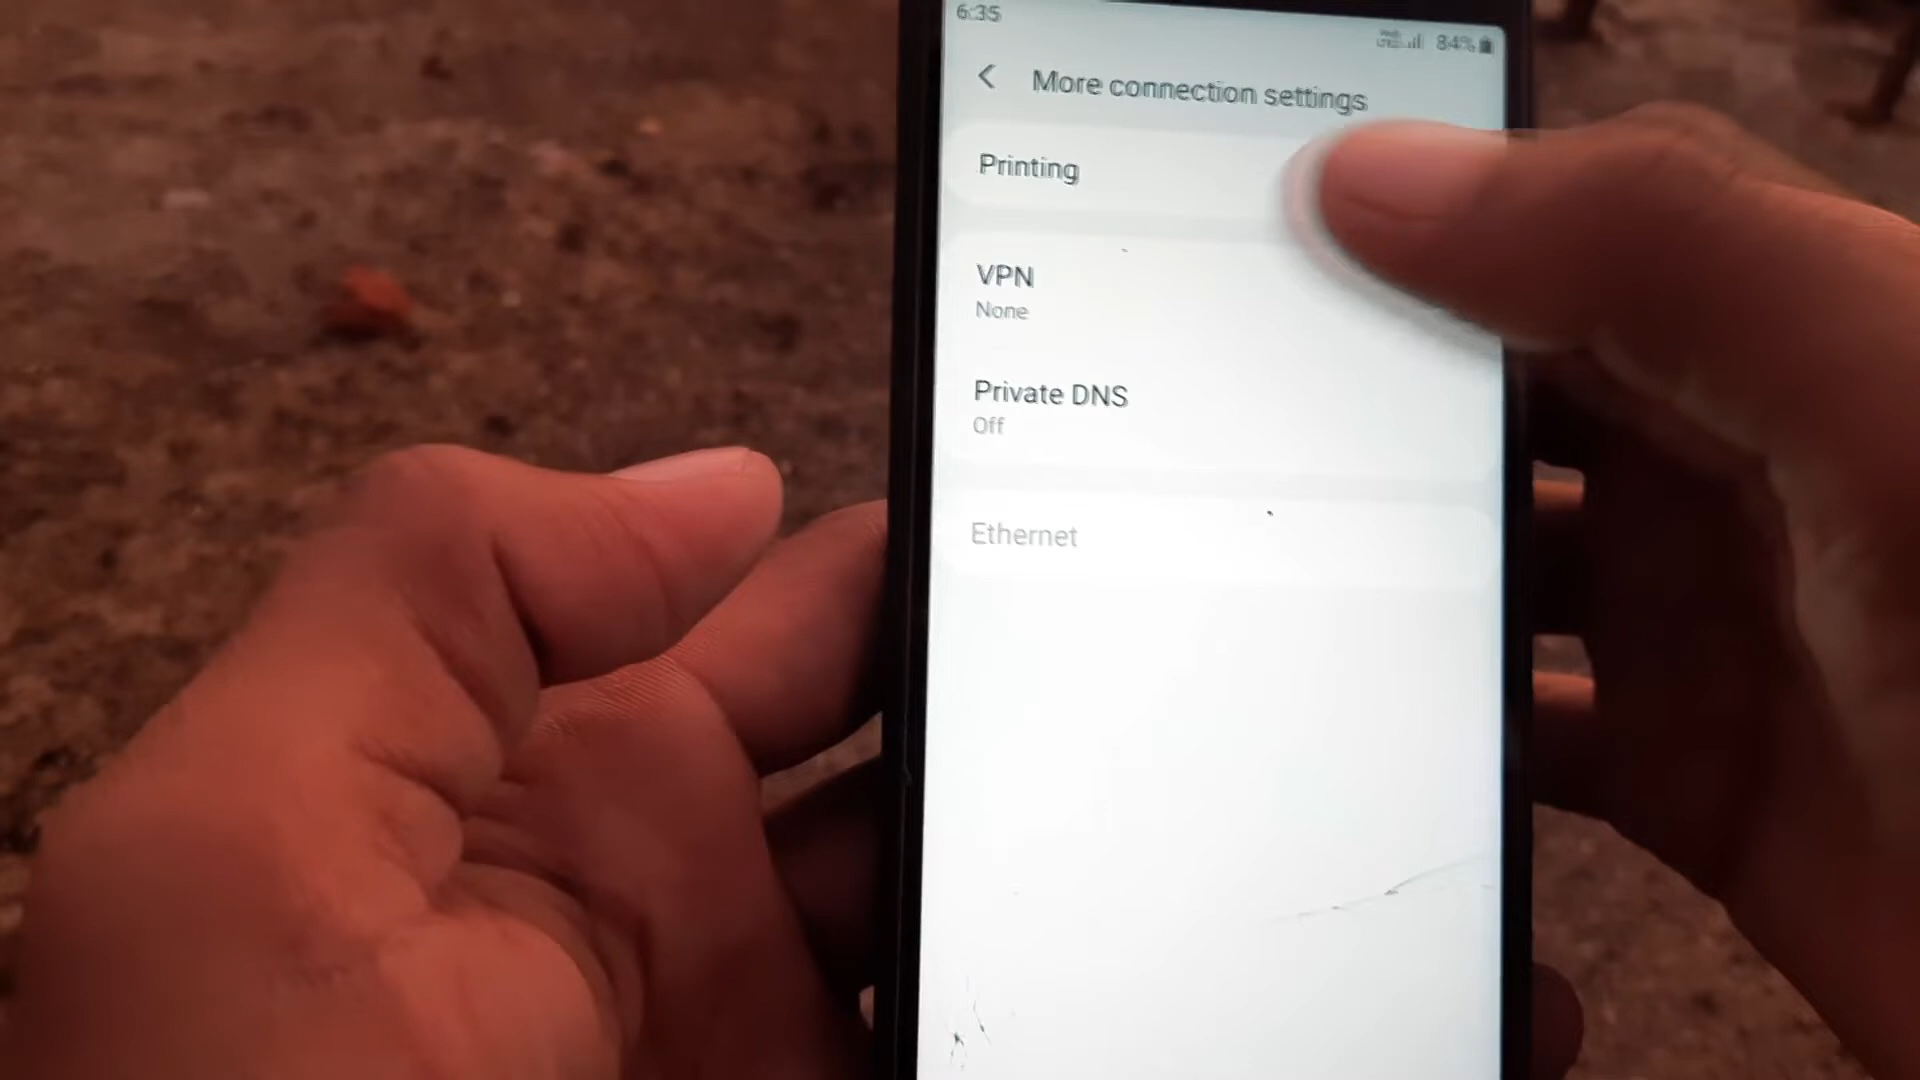 6:35
84%
More connection settings
Printing
VPN
None
Private DNS
Off
Ethernet